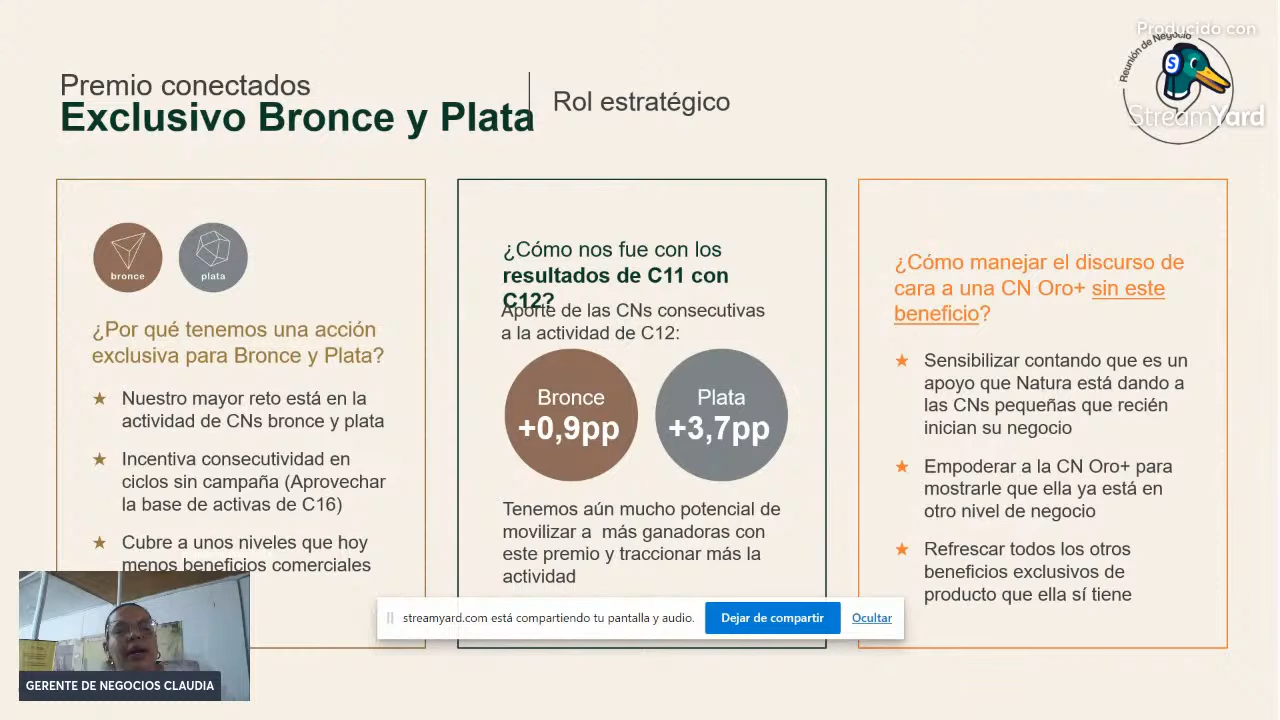 Producido con
Reunión de Negocio
S
StreamYard
Premio conectados
Exclusivo Bronce y Plata
Rol estratégico
bronce
plata
¿Por qué tenemos una acción
exclusiva para Bronce y Plata?
★ Nuestro mayor reto está en la
actividad de CNs bronce y plata
★ Incentiva consecutividad en
ciclos sin campaña (Aprovechar
la base de activas de C16)
★ Cubre a unos niveles que hoy
menos beneficios comerciales
¿Cómo nos fue con los
resultados de C11 con
C12?
Aporte de las CNs consecutivas
a la actividad de C12:
Bronce
+0,9pp
Plata
+3,7pp
Tenemos aún mucho potencial de
movilizar a  más ganadoras con
este premio y traccionar más la
actividad
¿Cómo manejar el discurso de
cara a una CN Oro+ sin este
beneficio?
★ Sensibilizar contando que es un
apoyo que Natura está dando a
las CNs pequeñas que recién
inician su negocio
★ Empoderar a la CN Oro+ para
mostrarle que ella ya está en
otro nivel de negocio
★ Refrescar todos los otros
beneficios exclusivos de
producto que ella sí tiene
streamyard.com está compartiendo tu pantalla y audio.
Dejar de compartir
Ocultar
GERENTE DE NEGOCIOS CLAUDIA